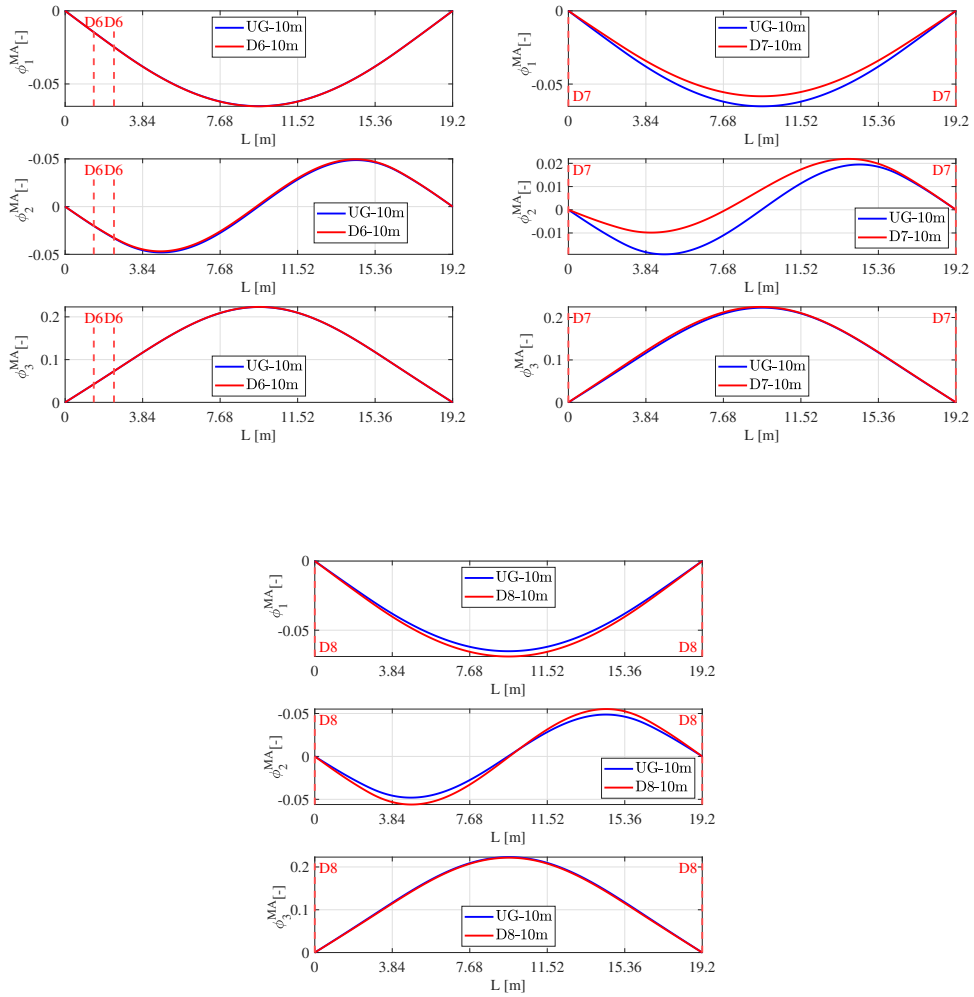 0
-0.05
ϕ₁ᴹᴬ[-]
D6 D6
UG-10m
D6-10m
0 3.84 7.68 11.52 15.36 19.2
L [m]
0
-0.05
ϕ₁ᴹᴬ[-]
D7
D7
UG-10m
D7-10m
0 3.84 7.68 11.52 15.36 19.2
L [m]
-0.05
0
-0.05
ϕ₂ᴹᴬ[-]
D6 D6
UG-10m
D6-10m
0 3.84 7.68 11.52 15.36 19.2
L [m]
0.02
0.01
0
-0.01
ϕ₂ᴹᴬ[-]
D7
D7
UG-10m
D7-10m
0 3.84 7.68 11.52 15.36 19.2
L [m]
0.2
0.1
0
ϕ₃ᴹᴬ[-]
D6 D6
UG-10m
D6-10m
0 3.84 7.68 11.52 15.36 19.2
L [m]
0.2
0.1
0
ϕ₃ᴹᴬ[-]
D7
D7
UG-10m
D7-10m
0 3.84 7.68 11.52 15.36 19.2
L [m]
0
-0.05
ϕ₁ᴹᴬ[-]
D8
D8
UG-10m
D8-10m
0 3.84 7.68 11.52 15.36 19.2
L [m]
-0.05
0
-0.05
ϕ₂ᴹᴬ[-]
D8
D8
UG-10m
D8-10m
0 3.84 7.68 11.52 15.36 19.2
L [m]
0.2
0.1
0
ϕ₃ᴹᴬ[-]
D8
D8
UG-10m
D8-10m
0 3.84 7.68 11.52 15.36 19.2
L [m]